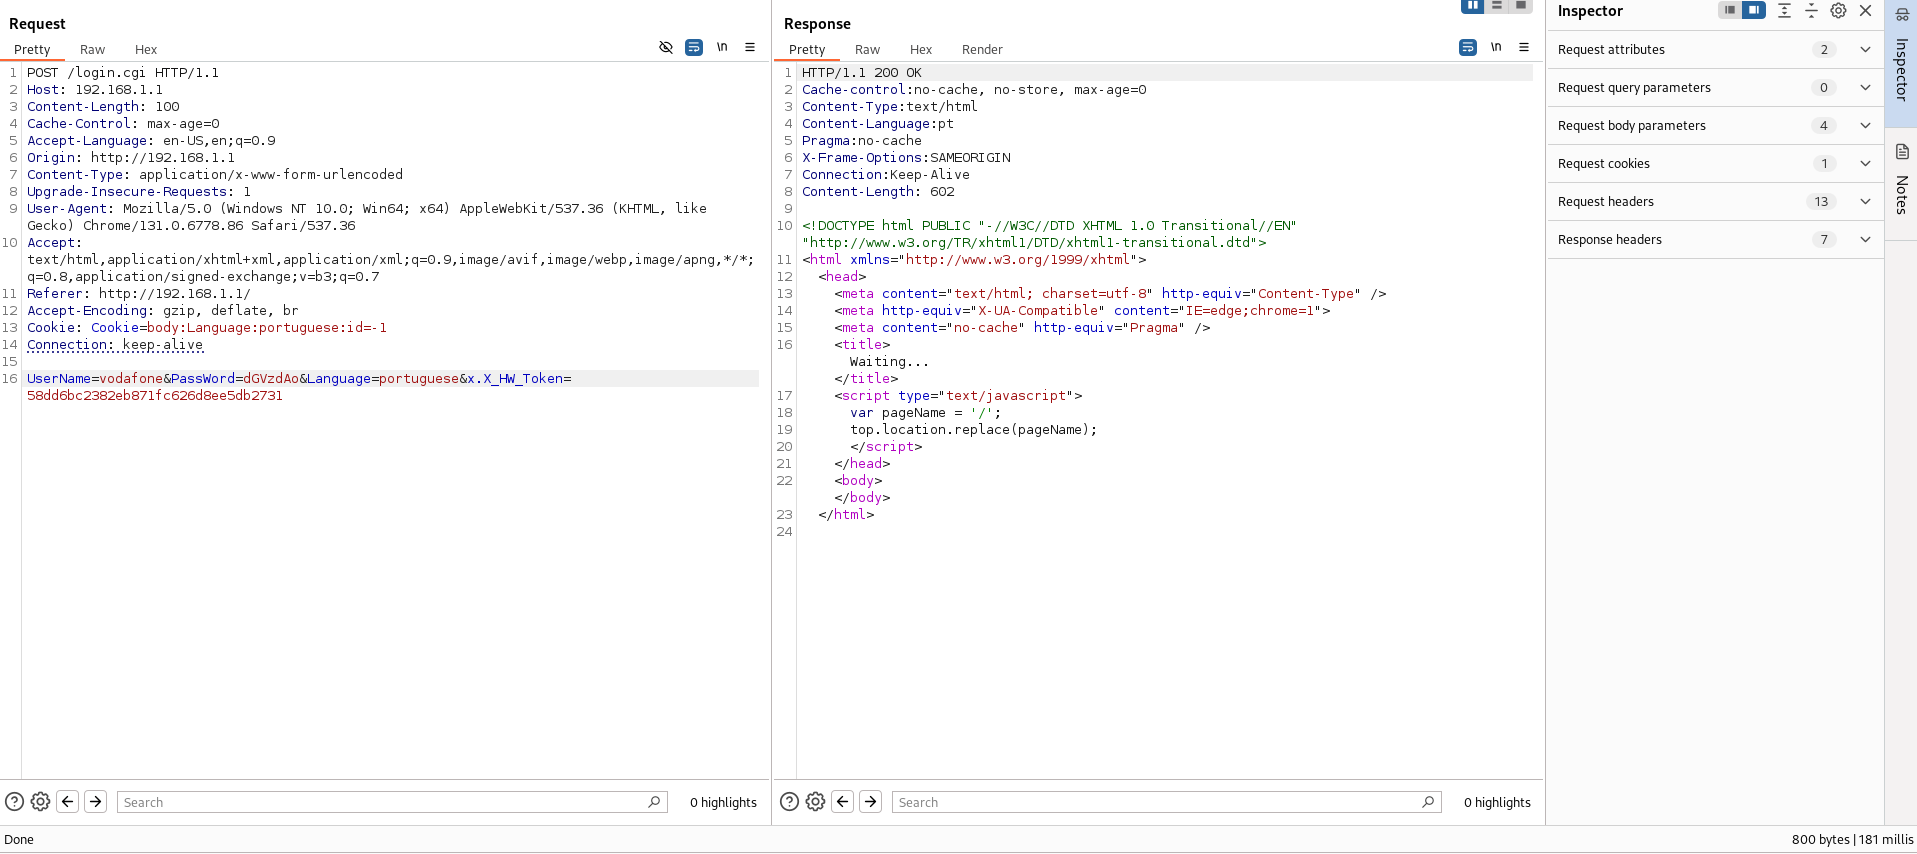 Request
Pretty Raw Hex \n
1 POST /login.cgi HTTP/1.1
2 Host: 192.168.1.1
3 Content-Length: 100
4 Cache-Control: max-age=0
5 Accept-Language: en-US,en;q=0.9
6 Origin: http://192.168.1.1
7 Content-Type: application/x-www-form-urlencoded
8 Upgrade-Insecure-Requests: 1
9 User-Agent: Mozilla/5.0 (Windows NT 10.0; Win64; x64) AppleWebKit/537.36 (KHTML, like
Gecko) Chrome/131.0.6778.86 Safari/537.36
10 Accept:
text/html,application/xhtml+xml,application/xml;q=0.9,image/avif,image/webp,image/apng,*/*;
q=0.8,application/signed-exchange;v=b3;q=0.7
11 Referer: http://192.168.1.1/
12 Accept-Encoding: gzip, deflate, br
13 Cookie: Cookie=body:Language:portuguese:id=-1
14 Connection: keep-alive
15
16 UserName=vodafone&PassWord=dGVzdAo&Language=portuguese&x.X_HW_Token=
58dd6bc2382eb871fc626d8ee5db2731
Search
0 highlights
Response
Pretty Raw Hex Render \n
1 HTTP/1.1 200 OK
2 Cache-control:no-cache, no-store, max-age=0
3 Content-Type:text/html
4 Content-Language:pt
5 Pragma:no-cache
6 X-Frame-Options:SAMEORIGIN
7 Connection:Keep-Alive
8 Content-Length: 602
9
10 <!DOCTYPE html PUBLIC "-//W3C//DTD XHTML 1.0 Transitional//EN"
"http://www.w3.org/TR/xhtml1/DTD/xhtml1-transitional.dtd">
11 <html xmlns="http://www.w3.org/1999/xhtml">
12 <head>
13 <meta content="text/html; charset=utf-8" http-equiv="Content-Type" />
14 <meta http-equiv="X-UA-Compatible" content="IE=edge;chrome=1">
15 <meta content="no-cache" http-equiv="Pragma" />
16 <title>
Waiting...
</title>
17 <script type="text/javascript">
18 var pageName = '/';
19 top.location.replace(pageName);
20 </script>
21 </head>
22 <body>
</body>
23 </html>
24
Search
0 highlights
Inspector
Request attributes 2
Request query parameters 0
Request body parameters 4
Request cookies 1
Request headers 13
Response headers 7
Inspector
Notes
Done
800 bytes | 181 millis